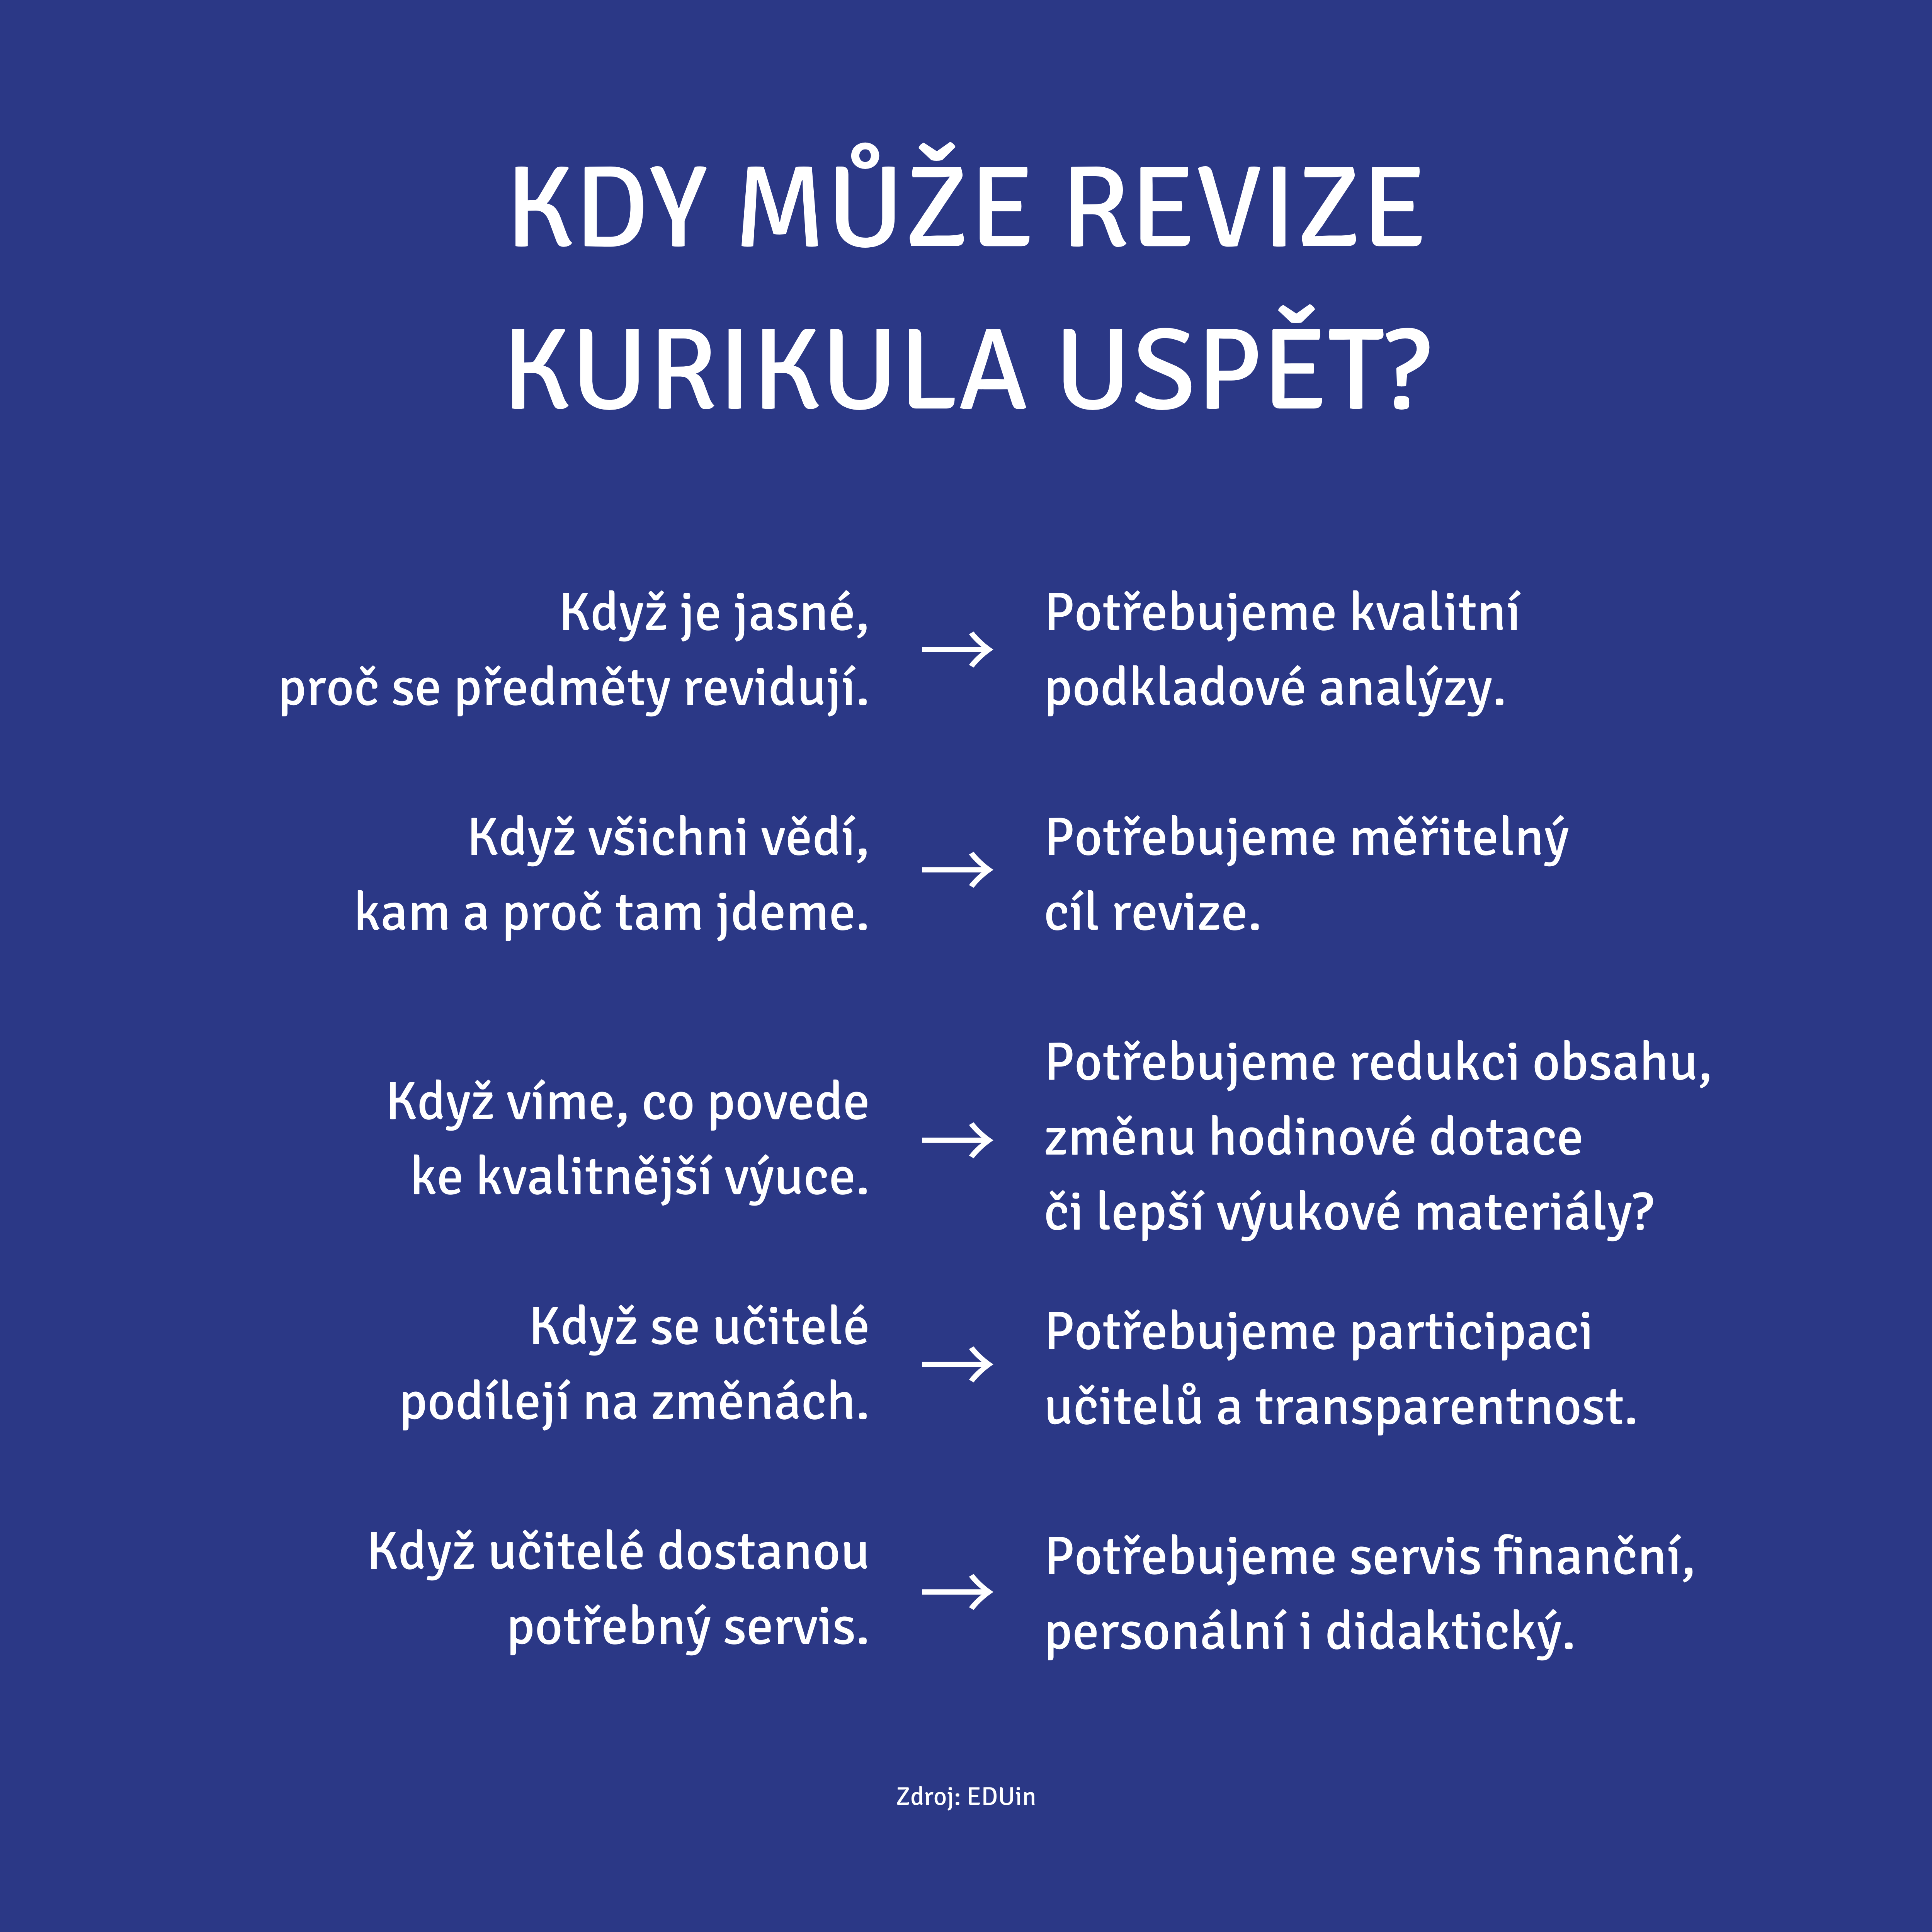 KDY MŮŽE REVIZE
KURIKULA USPĚT?
Když je jasné,
proč se předměty revidují.
→
Potřebujeme kvalitní
podkladové analýzy.
Když všichni vědí,
kam a proč tam jdeme.
→
Potřebujeme měřitelný
cíl revize.
Když víme, co povede
ke kvalitnější výuce.
→
Potřebujeme redukci obsahu,
změnu hodinové dotace
či lepší výukové materiály?
Když se učitelé
podílejí na změnách.
→
Potřebujeme participaci
učitelů a transparentnost.
Když učitelé dostanou
potřebný servis.
→
Potřebujeme servis finanční,
personální i didaktický.
Zdroj: EDUin